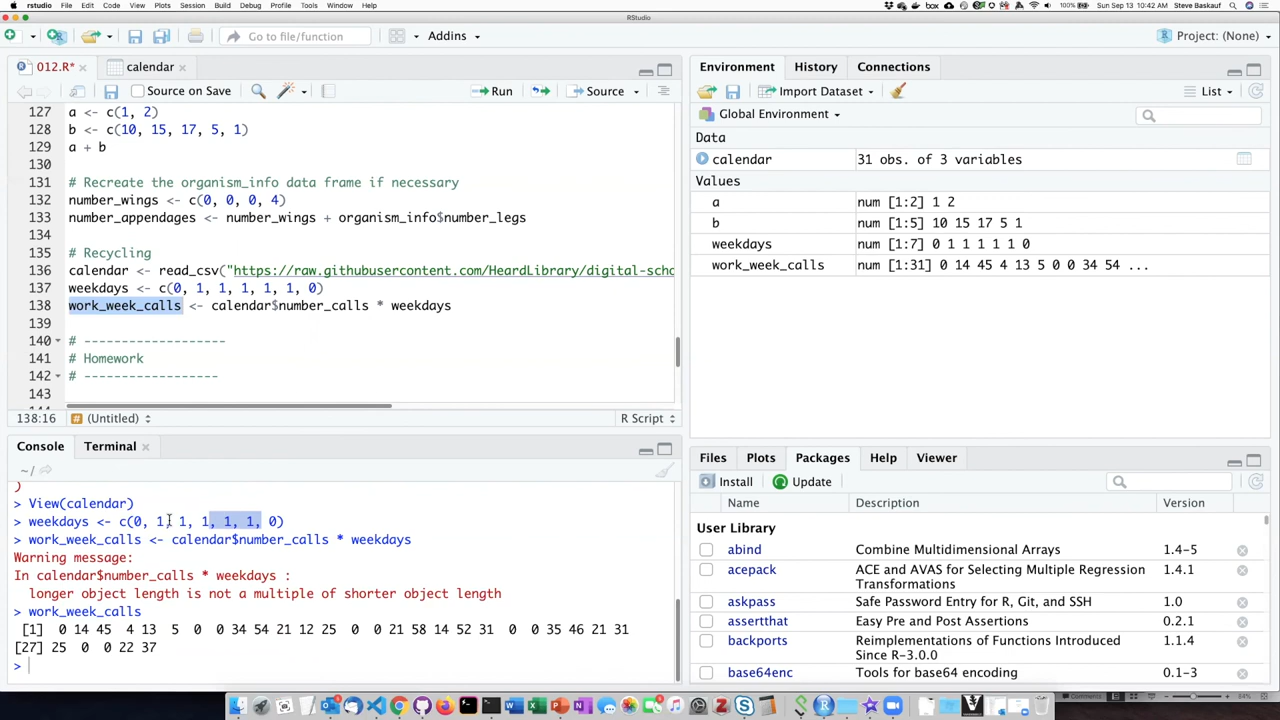 rstudio File Edit Code View Plots Session Build Debug Profile Tools Window Help box 100% Sun Sep 13 10:42 AM Steve Baskauf
RStudio
Go to file/function Addins Project: (None)
012.R* calendar
Source on Save Run Source
127 a <- c(1, 2)
128 b <- c(10, 15, 17, 5, 1)
129 a + b
130
131 # Recreate the organism_info data frame if necessary
132 number_wings <- c(0, 0, 0, 4)
133 number_appendages <- number_wings + organism_info$number_legs
134
135 # Recycling
136 calendar <- read_csv("https://raw.githubusercontent.com/HeardLibrary/digital-scho
137 weekdays <- c(0, 1, 1, 1, 1, 1, 0)
138 work_week_calls <- calendar$number_calls * weekdays
139
140 # -------------------
141 # Homework
142 # ------------------
143
138:16 # (Untitled) R Script
Console Terminal
~/
)
> View(calendar)
> weekdays <- c(0, 1, 1, 1, 1, 1, 0)
> work_week_calls <- calendar$number_calls * weekdays
Warning message:
In calendar$number_calls * weekdays :
longer object length is not a multiple of shorter object length
> work_week_calls
[1] 0 14 45 4 13 5 0 0 34 54 21 12 25 0 0 21 58 14 52 31 0 0 35 46 21 31
[27] 25 0 0 22 37
>
Environment History Connections
Import Dataset List
Global Environment
Data
calendar 31 obs. of 3 variables
Values
a num [1:2] 1 2
b num [1:5] 10 15 17 5 1
weekdays num [1:7] 0 1 1 1 1 1 0
work_week_calls num [1:31] 0 14 45 4 13 5 0 0 34 54 ...
Files Plots Packages Help Viewer
Install Update
Name Description Version
User Library
abind Combine Multidimensional Arrays 1.4-5
acepack ACE and AVAS for Selecting Multiple Regression Transformations 1.4.1
askpass Safe Password Entry for R, Git, and SSH 1.0
assertthat Easy Pre and Post Assertions 0.2.1
backports Reimplementations of Functions Introduced Since R-3.0.0 1.1.4
base64enc Tools for base64 encoding 0.1-3